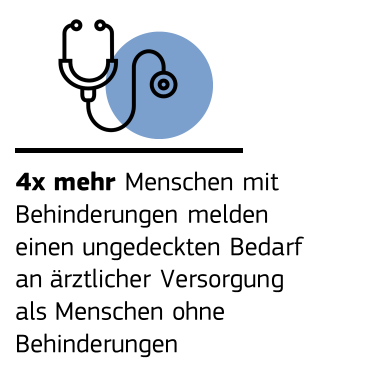 4x mehr Menschen mit
Behinderungen melden
einen ungedeckten Bedarf
an ärztlicher Versorgung
als Menschen ohne
Behinderungen